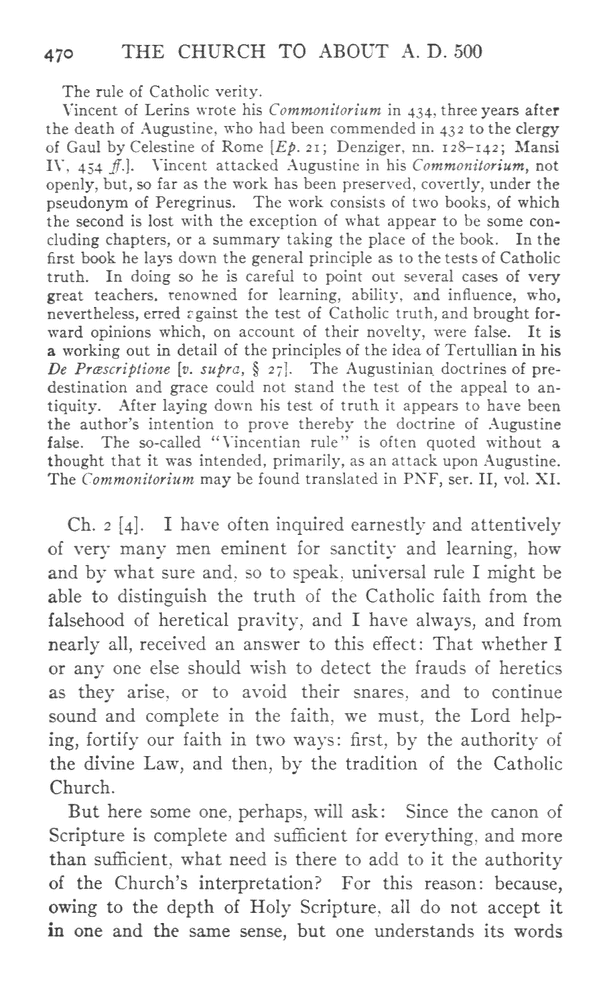 470 THE CHURCH TO ABOUT A. D. 500
The rule of Catholic verity.
Vincent of Lerins wrote his Commonitorium in 434, three years after
the death of Augustine, who had been commended in 432 to the clergy
of Gaul by Celestine of Rome [Ep. 21; Denziger, nn. 128–142; Mansi
IV, 454 ff.]. Vincent attacked Augustine in his Commonitorium, not
openly, but, so far as the work has been preserved, covertly, under the
pseudonym of Peregrinus. The work consists of two books, of which
the second is lost with the exception of what appear to be some con-
cluding chapters, or a summary taking the place of the book. In the
first book he lays down the general principle as to the tests of Catholic
truth. In doing so he is careful to point out several cases of very
great teachers, renowned for learning, ability, and influence, who,
nevertheless, erred against the test of Catholic truth, and brought for-
ward opinions which, on account of their novelty, were false. It is
a working out in detail of the principles of the idea of Tertullian in his
De Præscriptione [v. supra, § 27]. The Augustinian doctrines of pre-
destination and grace could not stand the test of the appeal to an-
tiquity. After laying down his test of truth it appears to have been
the author's intention to prove thereby the doctrine of Augustine
false. The so-called "Vincentian rule" is often quoted without a
thought that it was intended, primarily, as an attack upon Augustine.
The Commonitorium may be found translated in PNF, ser. II, vol. XI.
Ch. 2 [4]. I have often inquired earnestly and attentively
of very many men eminent for sanctity and learning, how
and by what sure and, so to speak, universal rule I might be
able to distinguish the truth of the Catholic faith from the
falsehood of heretical pravity, and I have always, and from
nearly all, received an answer to this effect: That whether I
or any one else should wish to detect the frauds of heretics
as they arise, or to avoid their snares, and to continue
sound and complete in the faith, we must, the Lord help-
ing, fortify our faith in two ways: first, by the authority of
the divine Law, and then, by the tradition of the Catholic
Church.
But here some one, perhaps, will ask: Since the canon of
Scripture is complete and sufficient for everything, and more
than sufficient, what need is there to add to it the authority
of the Church's interpretation? For this reason: because,
owing to the depth of Holy Scripture, all do not accept it
in one and the same sense, but one understands its words